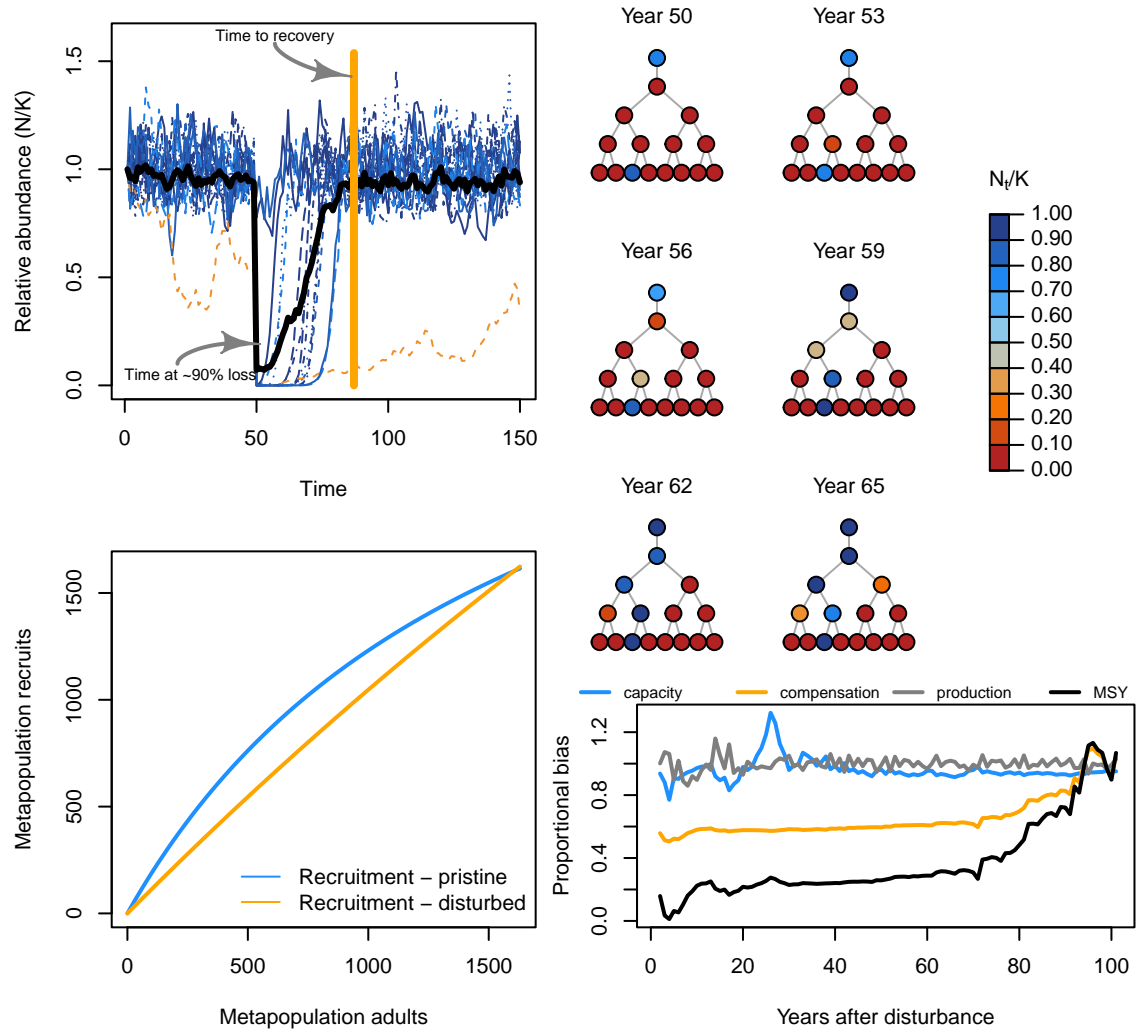 Time to recovery
Time at ~90% loss
Relative abundance (N/K)
0.0
0.5
1.0
1.5
0
50
100
150
Time
Year 50
Year 53
Year 56
Year 59
Year 62
Year 65
Nt/K
1.00
0.90
0.80
0.70
0.60
0.50
0.40
0.30
0.20
0.10
0.00
Metapopulation recruits
0
500
1000
1500
Recruitment − pristine
Recruitment − disturbed
0
500
1000
1500
Metapopulation adults
capacity
compensation
production
MSY
Proportional bias
0.0
0.4
0.8
1.2
0
20
40
60
80
100
Years after disturbance